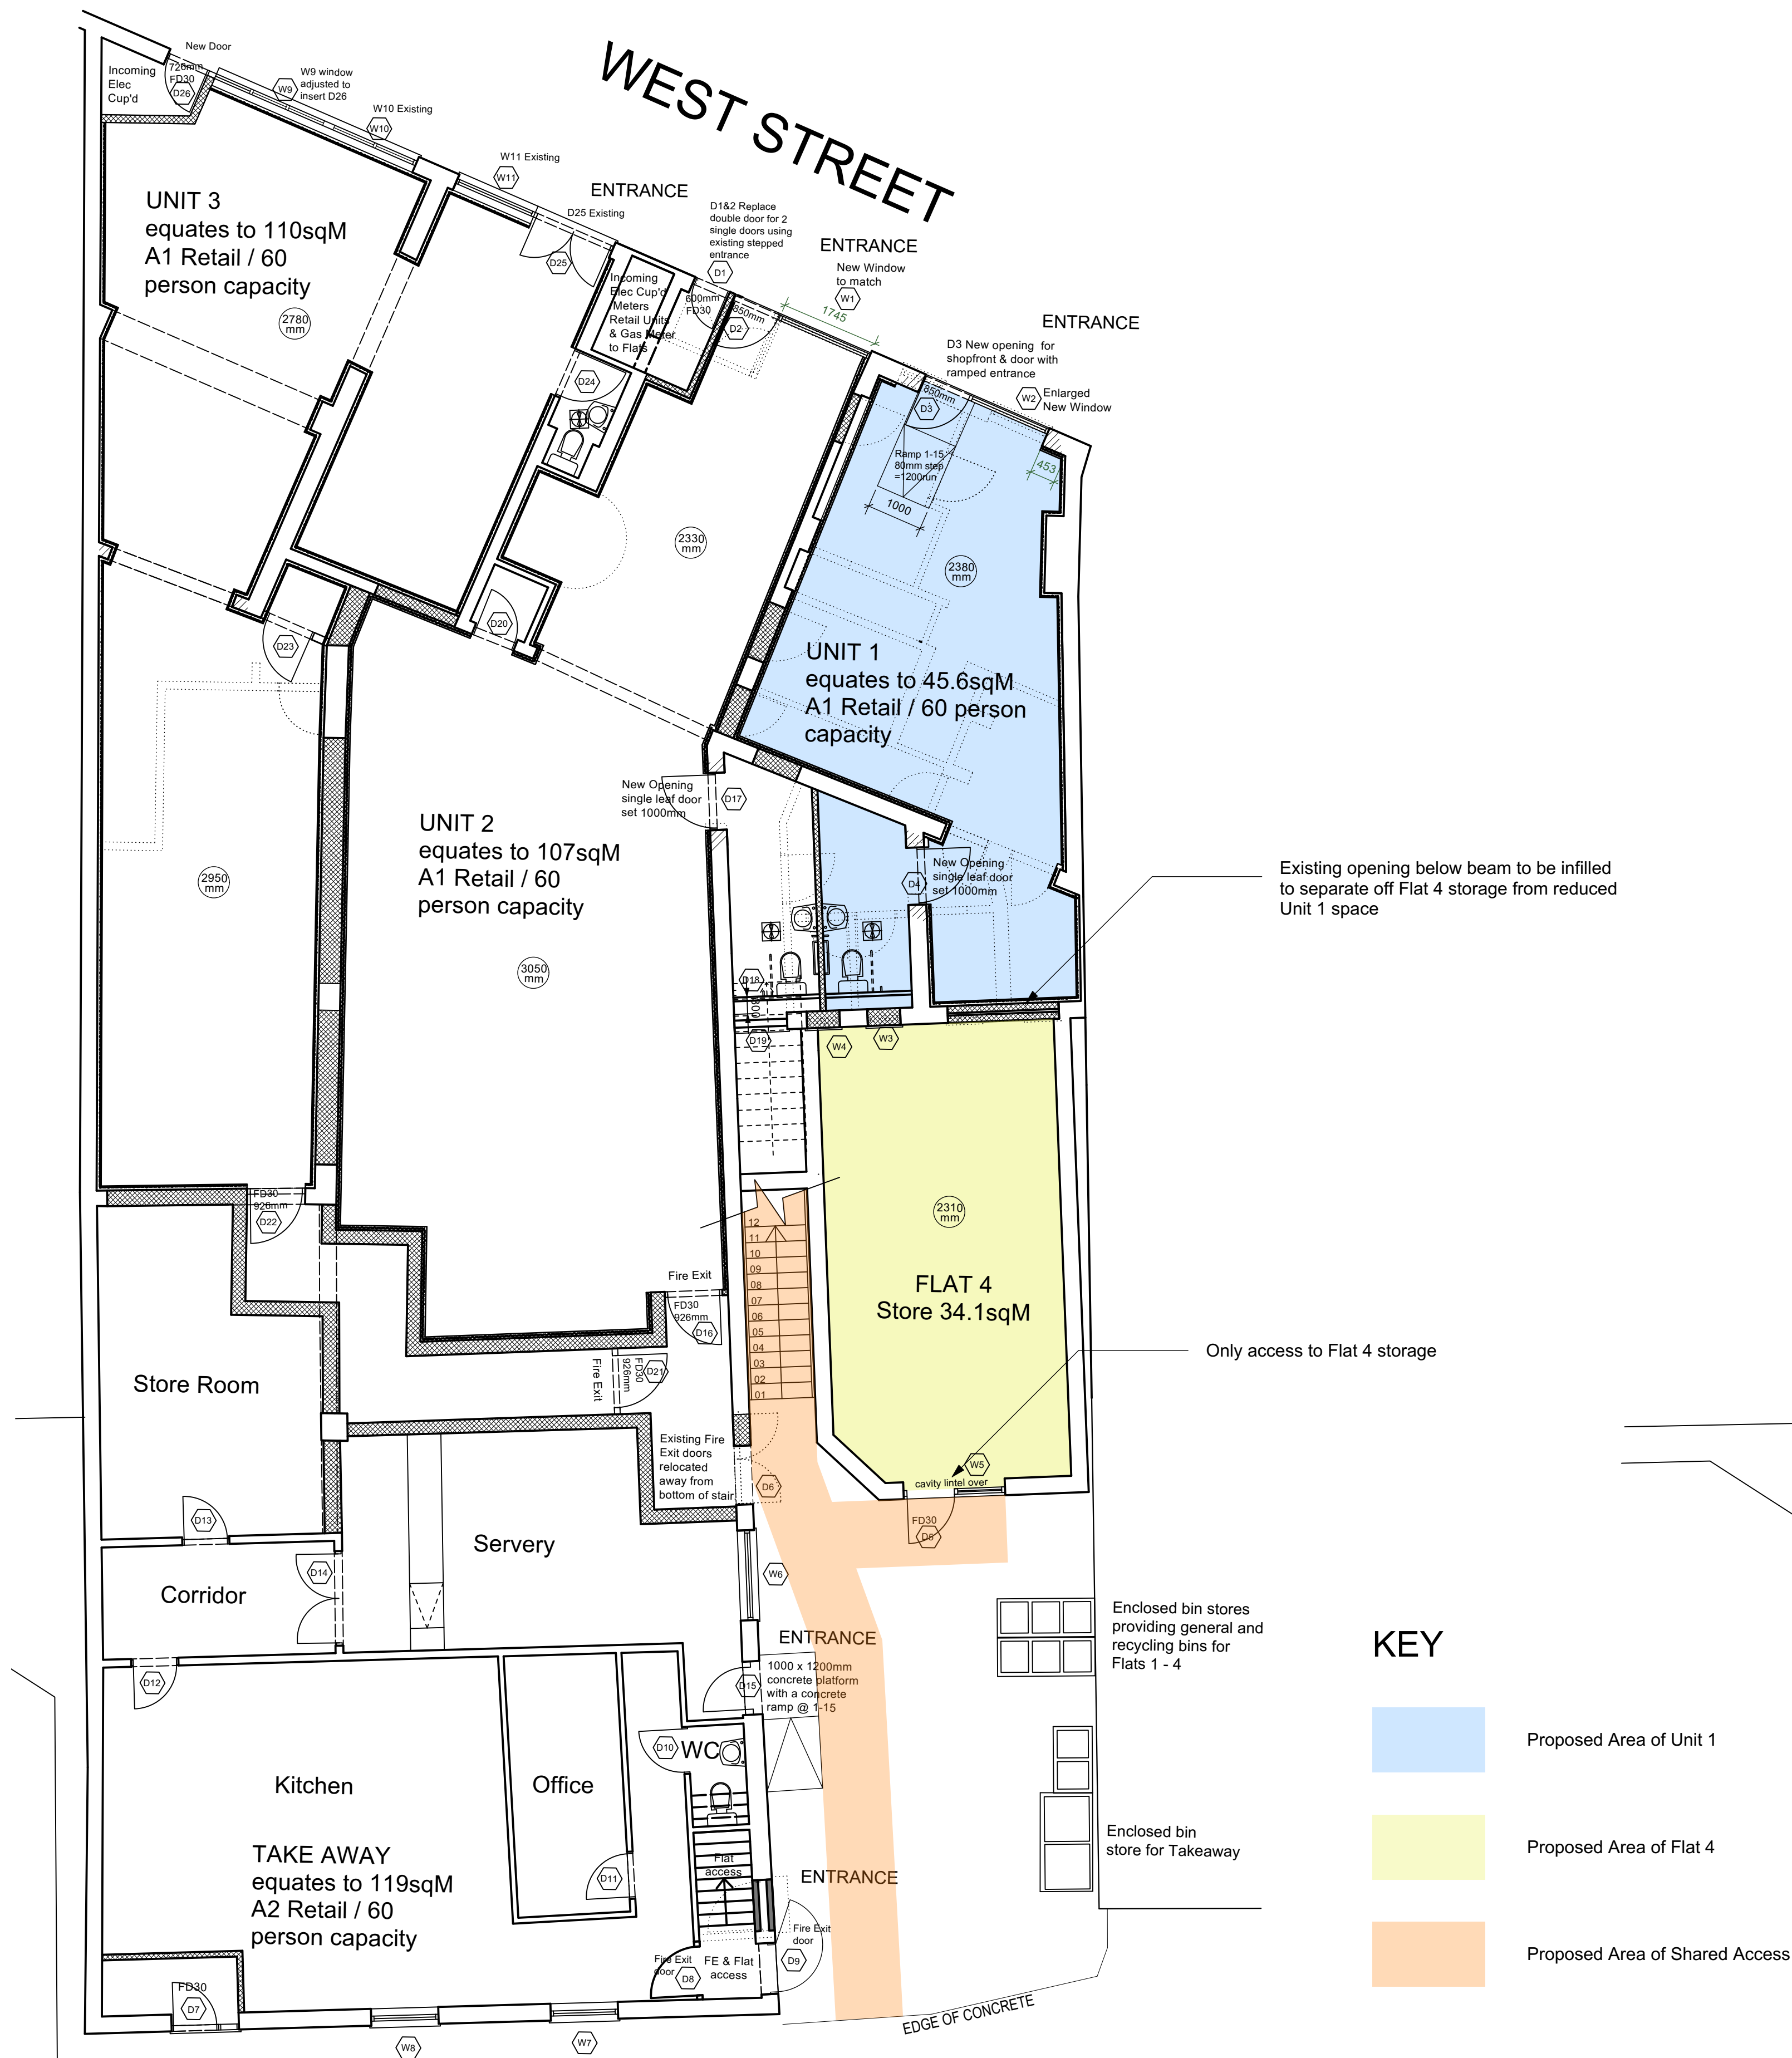 WEST STREET
New Door
Incoming
Elec
Cup'd
726mm
FD30
D26
W9
W9 window
adjusted to
insert D26
W10 Existing
W10
W11 Existing
W11
ENTRANCE
D25 Existing
D25
D1&2 Replace
double door for 2
single doors using
existing stepped
entrance
D1
ENTRANCE
New Window
to match
W1
1745
ENTRANCE
D3 New opening for
shopfront & door with
ramped entrance
W2
Enlarged
New Window
UNIT 3
equates to 110sqM
A1 Retail / 60
person capacity
2780
mm
Incoming
Elec Cup'd
Meters
Retail Units
& Gas Meter
to Flats
600mm
FD30
850mm
D2
850mm
D3
Ramp 1-15
80mm step
=1200run
1000
453
D24
2330
mm
2380
mm
D20
D23
UNIT 1
equates to 45.6sqM
A1 Retail / 60 person
capacity
New Opening
single leaf door
set 1000mm
D17
UNIT 2
equates to 107sqM
A1 Retail / 60
person capacity
2950
mm
3050
mm
New Opening
single leaf door
set 1000mm
D4
Existing opening below beam to be infilled
to separate off Flat 4 storage from reduced
Unit 1 space
D18
D19
W4
W3
FD30
926mm
D22
2310
mm
FLAT 4
Store 34.1sqM
12
11
10
09
08
07
06
05
04
03
02
01
Fire Exit
FD30
926mm
D16
Fire Exit
FD30
926mm
D21
Only access to Flat 4 storage
Store Room
Existing Fire
Exit doors
relocated
away from
bottom of stair
D6
W5
cavity lintel over
FD30
D5
D13
Servery
D14
Corridor
W6
ENTRANCE
1000 x 1200mm
concrete platform
with a concrete
ramp @ 1-15
D15
D12
Enclosed bin stores
providing general and
recycling bins for
Flats 1 - 4
D10
WC
Kitchen
Office
TAKE AWAY
equates to 119sqM
A2 Retail / 60
person capacity
D11
Flat
access
ENTRANCE
Enclosed bin
store for Takeaway
Fire Exit
door
D9
Fire Exit
door
D8
FE & Flat
access
FD30
D7
W8
W7
EDGE OF CONCRETE
KEY
Proposed Area of Unit 1
Proposed Area of Flat 4
Proposed Area of Shared Access